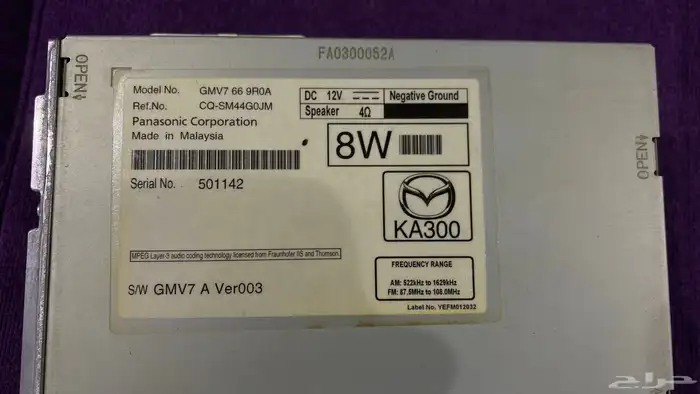 FA0300052A
OPEN
Model No. GMV7 66 9R0A
Ref.No. CQ-SM44G0JM
Panasonic Corporation
Made in Malaysia
Serial No. 501142
MPEG Layer-3 audio coding technology licensed from Fraunhofer IIS and Thomson.
S/W GMV7 A Ver003
DC 12V Negative Ground
Speaker 4Ω
8W
KA300
FREQUENCY RANGE
AM: 522kHz to 1629kHz
FM: 87.5MHz to 108.0MHz
Label No. YEFM012032
OPEN
حراج